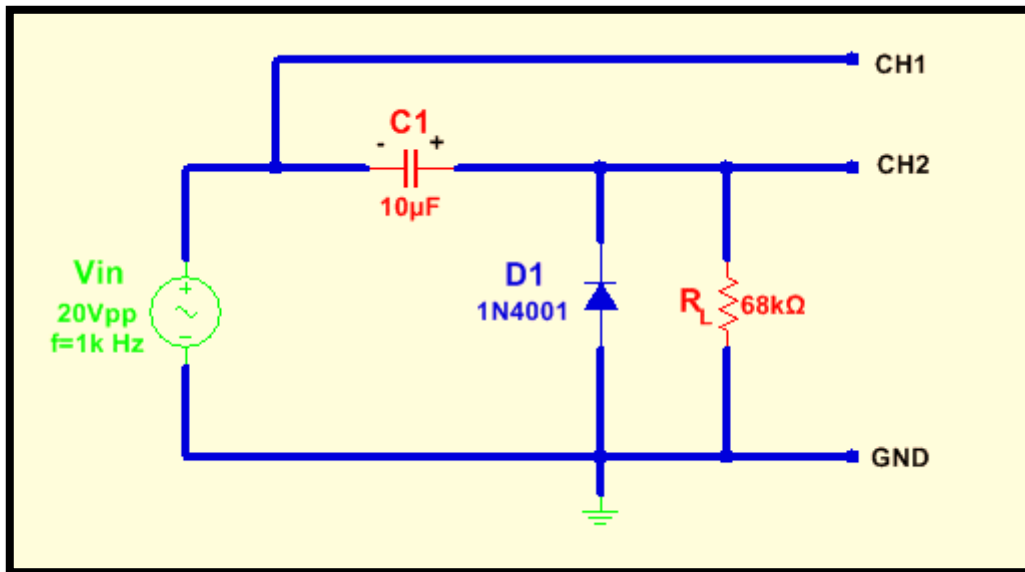 CH1
C1
- +
10µF
CH2
Vin
20Vpp
f=1k Hz
+
−
D1
1N4001
RL
68kΩ
GND